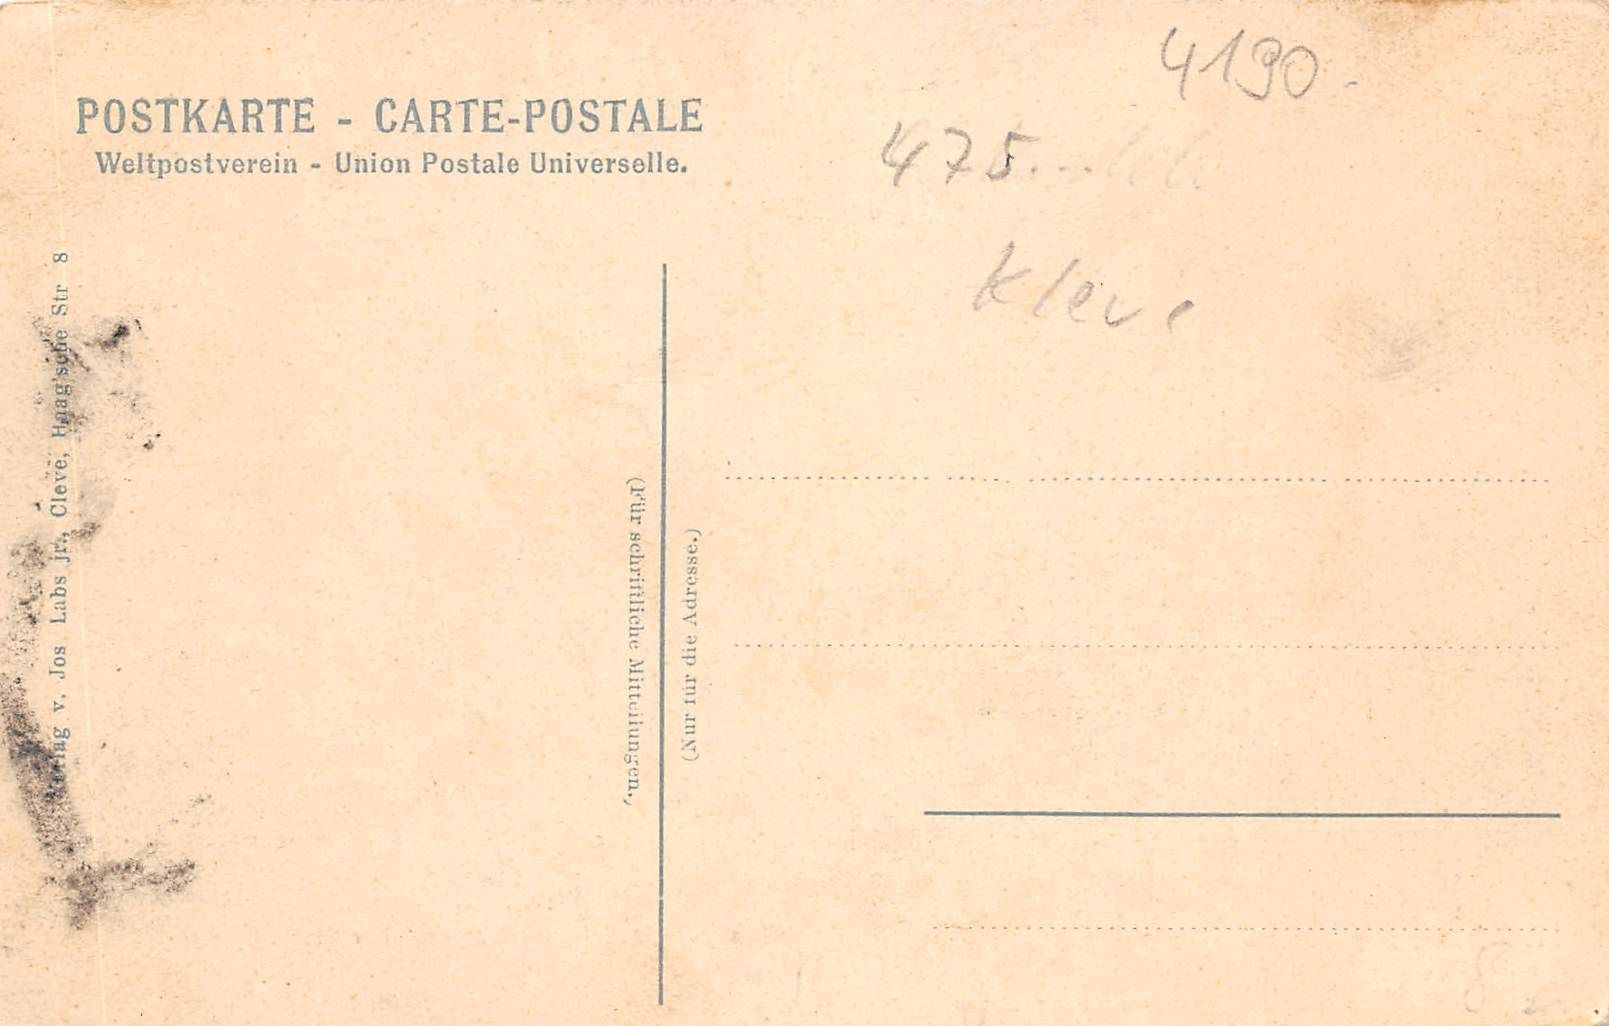 POSTKARTE - CARTE-POSTALE
Weltpostverein - Union Postale Universelle.
4190.-
475.-
Kleve
Verlag v. Jos Labs jr., Cleve, Haag'sche Str 8
(Für schriftliche Mitteilungen.)
(Nur für die Adresse.)